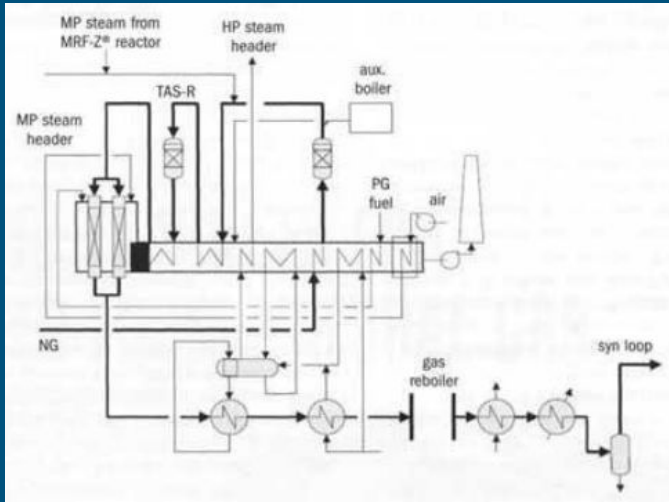 MP steam from
MRF-Z® reactor
HP steam
header
aux.
boiler
TAS-R
MP steam
header
PG
fuel
air
NG
gas
reboiler
syn loop